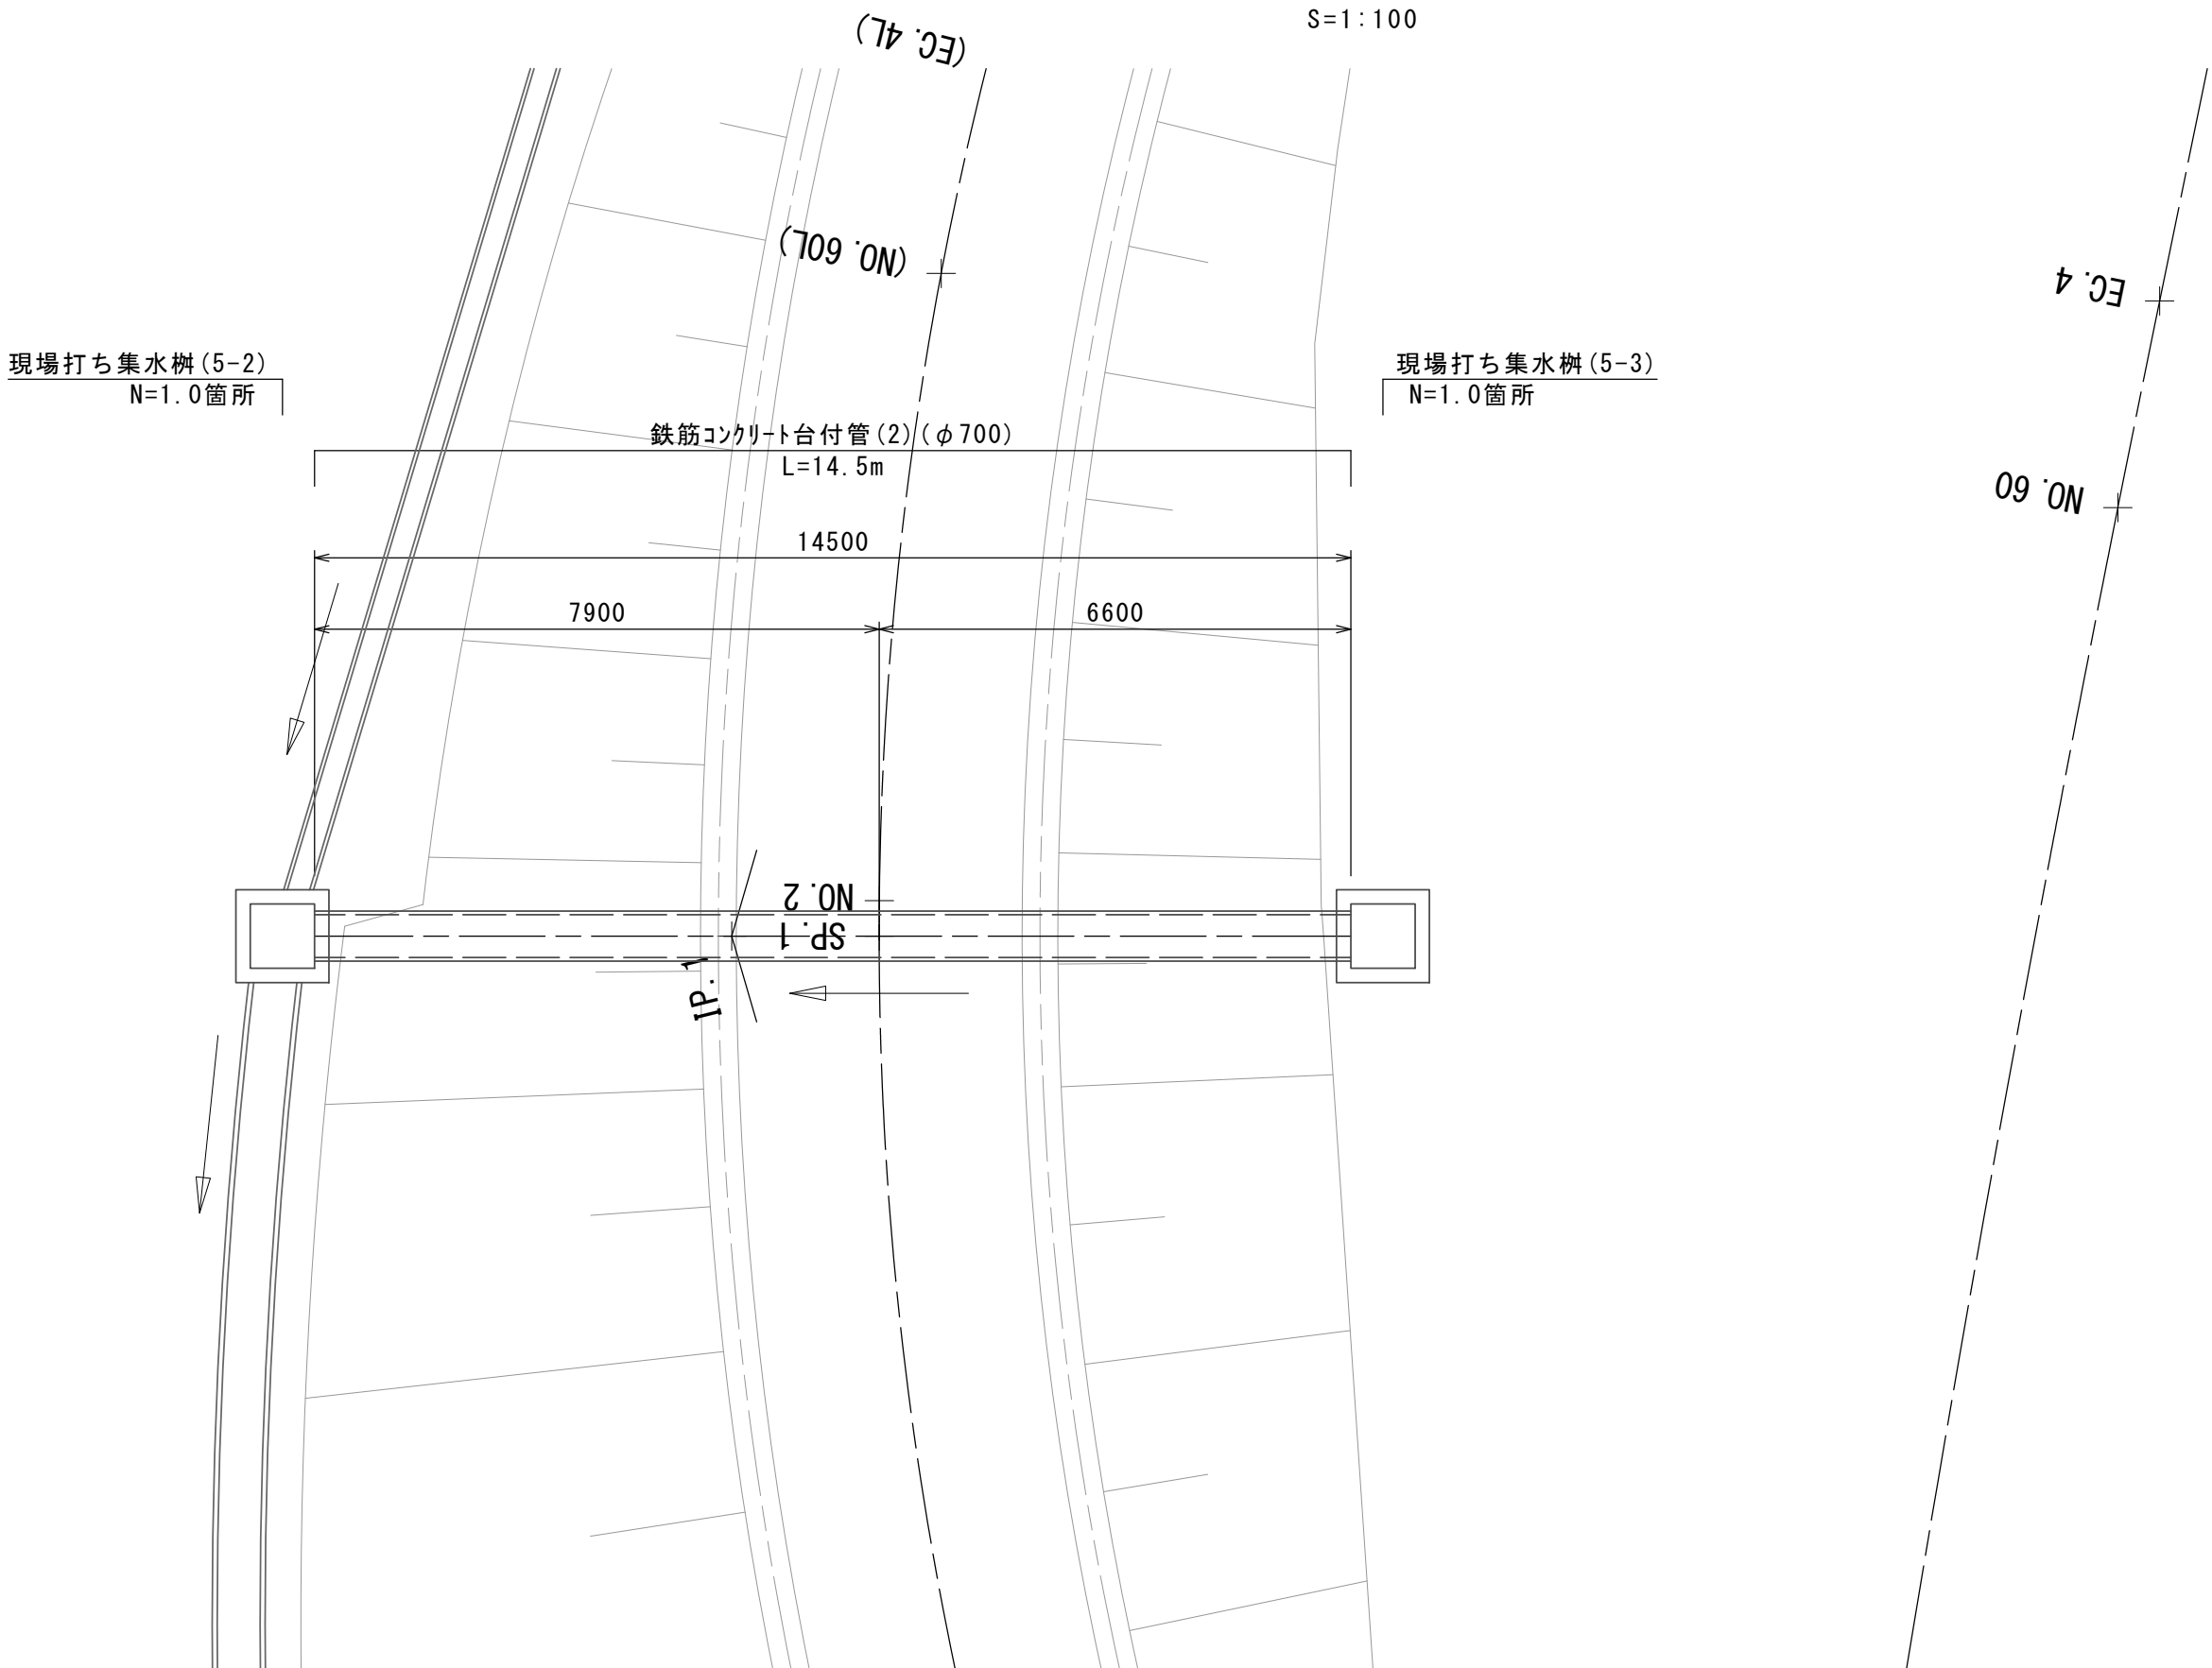 S=1:100
(EC. 4L)
(NO. 60L)
EC. 4
現場打ち集水桝(5-2)
N=1.0箇所
現場打ち集水桝(5-3)
N=1.0箇所
鉄筋ｺﾝｸﾘｰﾄ台付管(2)(φ700)
L=14.5m
NO. 60
14500
7900
6600
NO. 2
SP. 1
IP. 1